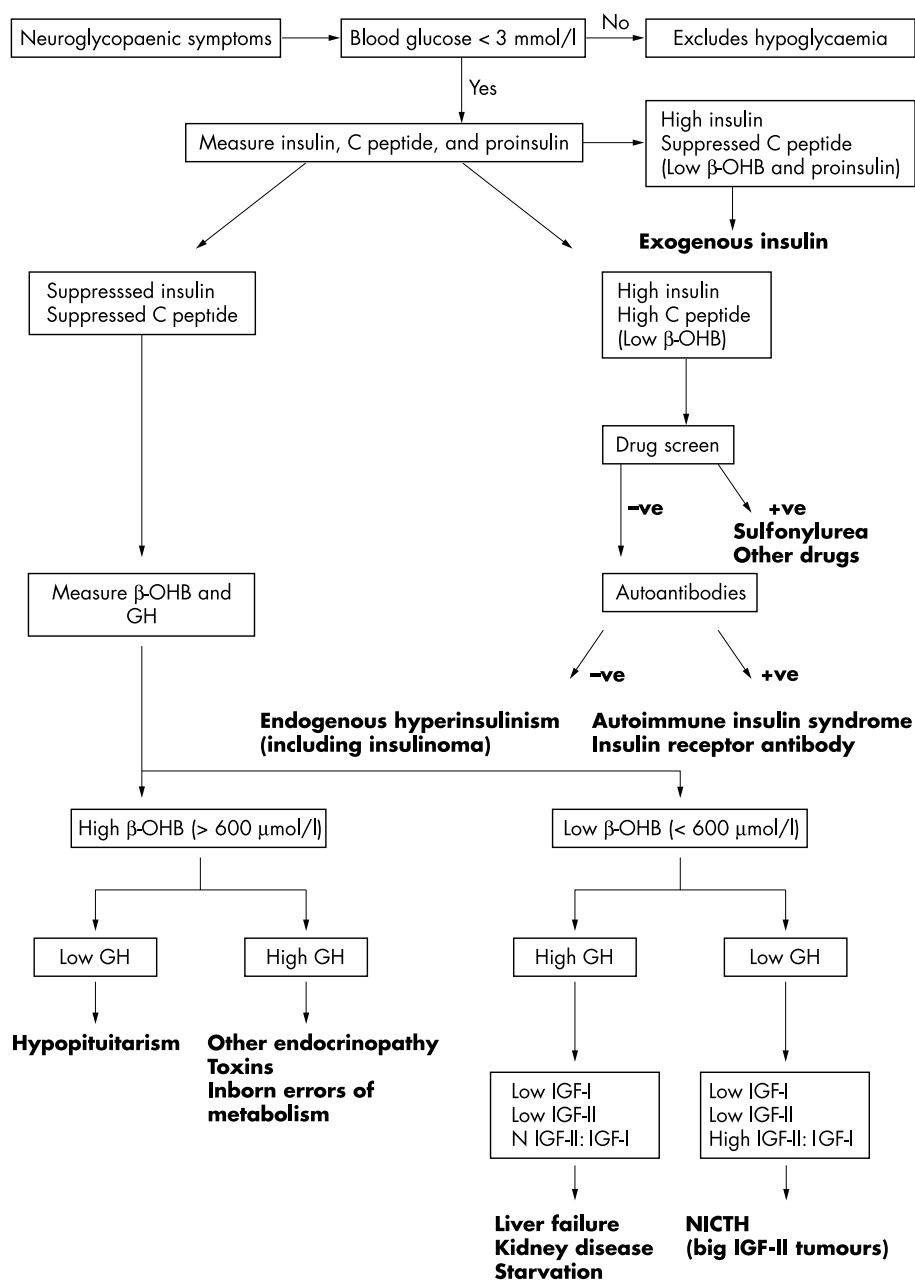 Neuroglycopaenic symptoms
Blood glucose < 3 mmol/l
No
Excludes hypoglycaemia
Yes
Measure insulin, C peptide, and proinsulin
High insulin
Suppressed C peptide
(Low β-OHB and proinsulin)
Exogenous insulin
Suppresssed insulin
Suppressed C peptide
High insulin
High C peptide
(Low β-OHB)
Drug screen
–ve
+ve
Sulfonylurea
Other drugs
Measure β-OHB and
GH
Autoantibodies
–ve
+ve
Endogenous hyperinsulinism
(including insulinoma)
Autoimmune insulin syndrome
Insulin receptor antibody
High β-OHB (> 600 μmol/l)
Low β-OHB (< 600 μmol/l)
Low GH
High GH
High GH
Low GH
Hypopituitarism
Other endocrinopathy
Toxins
Inborn errors of
metabolism
Low IGF-I
Low IGF-II
N IGF-II: IGF-I
Low IGF-I
Low IGF-II
High IGF-II: IGF-I
Liver failure
Kidney disease
Starvation
NICTH
(big IGF-II tumours)